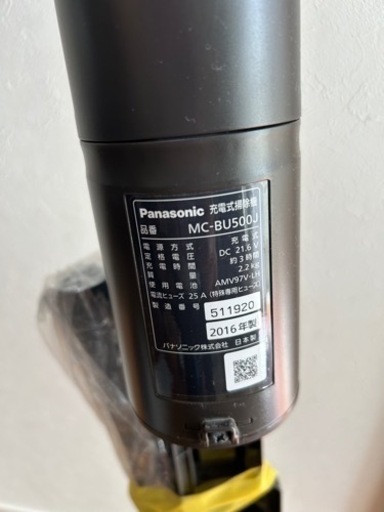 Panasonic 充電式掃除機
品番 MC-BU500J
電源方式 充電式
定格電圧 DC 21.6 V
充電時間 約3時間
質量 2.2 kg
使用電池 AMV97V-LH
電流ヒューズ 25 A (特殊専用ヒューズ)
製造番号 511920
2016年製
パナソニック株式会社 日本製